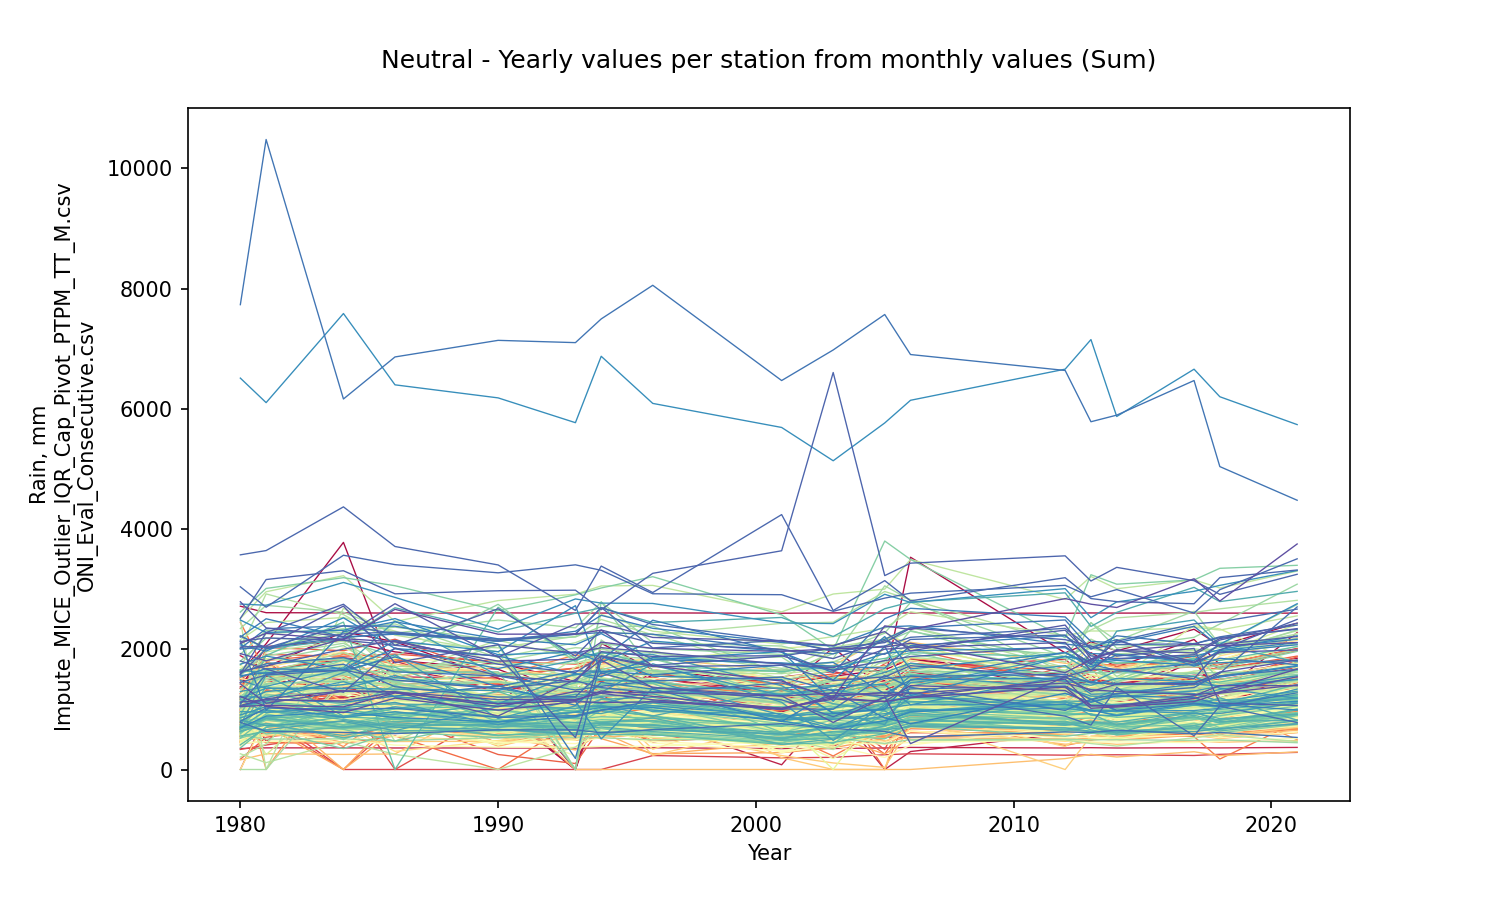 Neutral - Yearly values per station from monthly values (Sum)
10000
8000
6000
4000
2000
0
Rain, mm
Impute_MICE_Outlier_IQR_Cap_Pivot_PTPM_TT_M.csv
ONI_Eval_Consecutive.csv
1980 1990 2000 2010 2020
Year